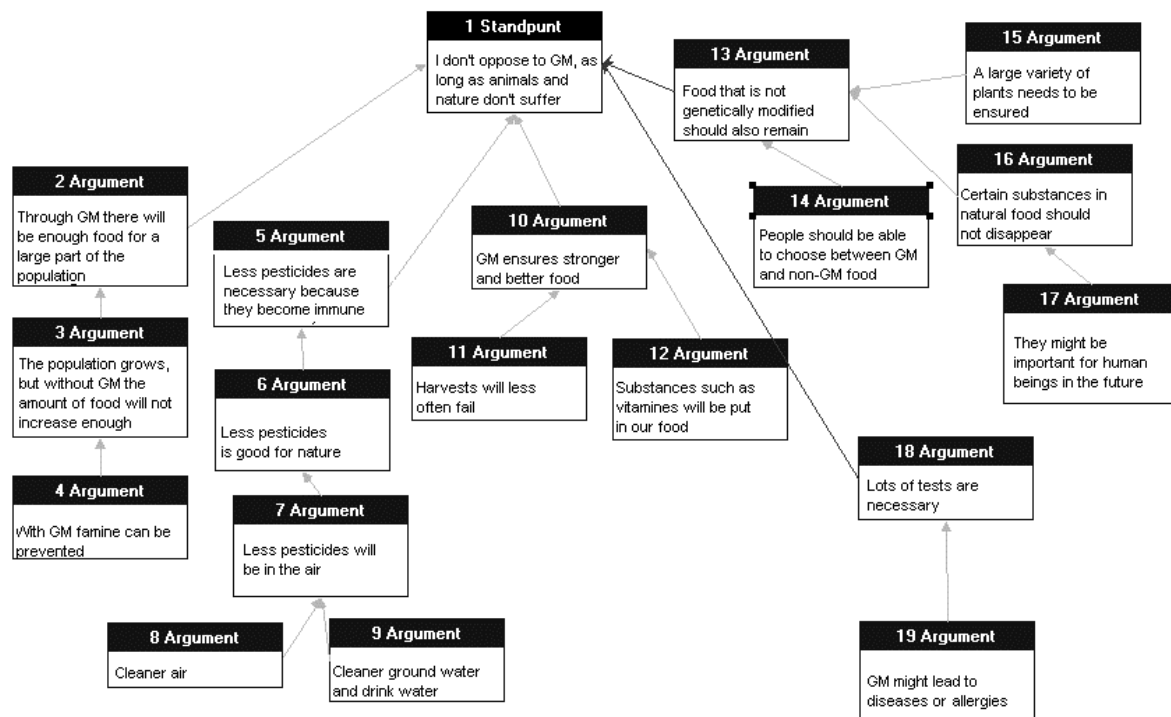 1 Standpunt
I don't oppose to GM, as
long as animals and
nature don't suffer
2 Argument
Through GM there will
be enough food for a
large part of the
population
3 Argument
The population grows,
but without GM the
amount of food will not
increase enough
4 Argument
With GM famine can be
prevented
5 Argument
Less pesticides are
necessary because
they become immune
6 Argument
Less pesticides
is good for nature
7 Argument
Less pesticides will
be in the air
8 Argument
Cleaner air
9 Argument
Cleaner ground water
and drink water
10 Argument
GM ensures stronger
and better food
11 Argument
Harvests will less
often fail
12 Argument
Substances such as
vitamines will be put
in our food
13 Argument
Food that is not
genetically modified
should also remain
14 Argument
People should be able
to choose between GM
and non-GM food
15 Argument
A large variety of
plants needs to be
ensured
16 Argument
Certain substances in
natural food should
not disappear
17 Argument
They might be
important for human
beings in the future
18 Argument
Lots of tests are
necessary
19 Argument
GM might lead to
diseases or allergies